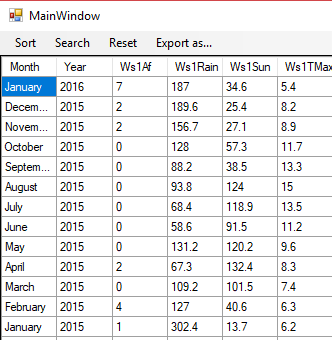 MainWindow
Sort Search Reset Export as...
Month Year Ws1Af Ws1Rain Ws1Sun Ws1TMax
January 2016 7 187 34.6 5.4
Decem... 2015 2 189.6 25.4 8.2
Novem... 2015 2 156.7 27.1 8.9
October 2015 0 128 57.3 11.7
Septem... 2015 0 88.2 38.5 13.3
August 2015 0 93.8 124 15
July 2015 0 68.4 118.9 13.5
June 2015 0 58.6 91.5 11.2
May 2015 0 131.2 120.2 9.6
April 2015 2 67.3 132.4 8.3
March 2015 0 109.2 101.5 7.4
February 2015 4 127 40.6 6.3
January 2015 1 302.4 13.7 6.2